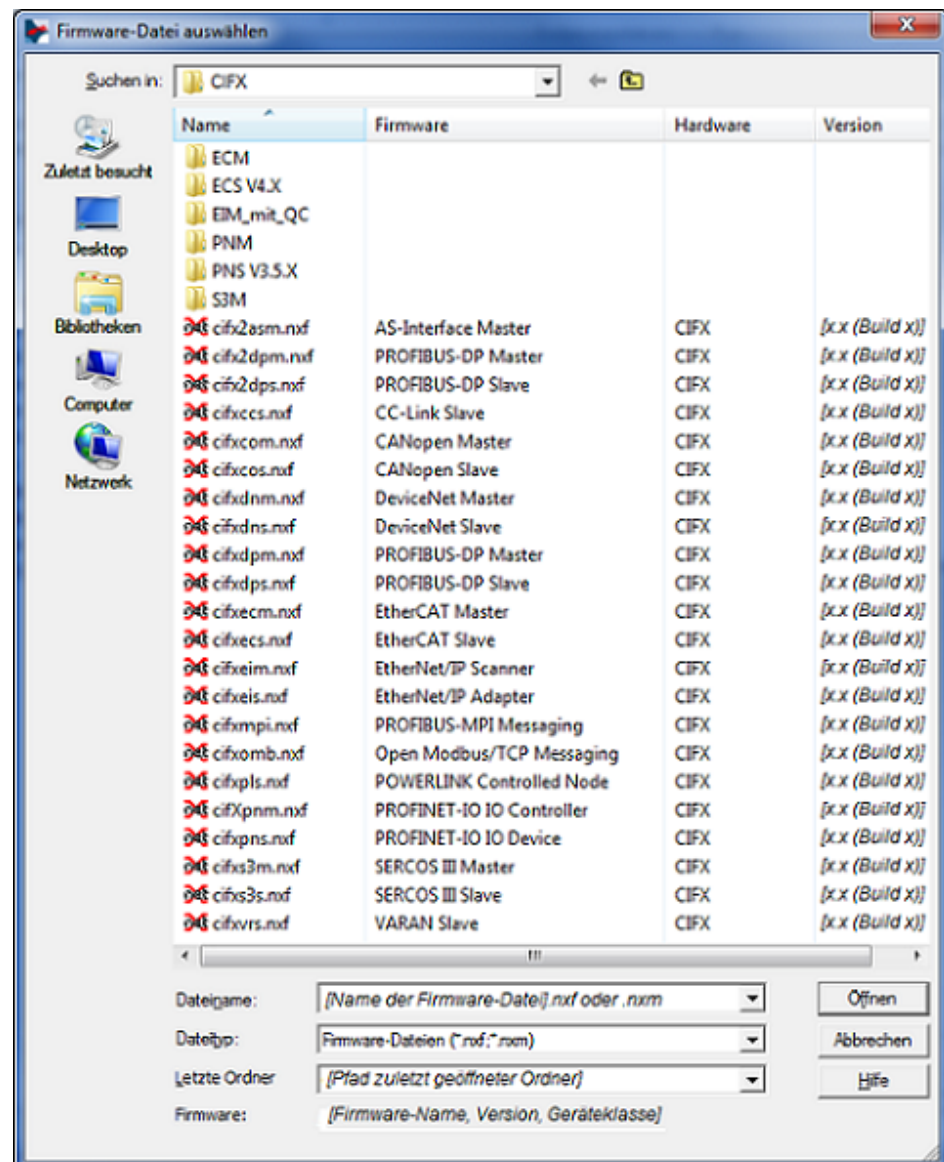 Firmware-Datei auswählen
Suchen in: CIFX
Name Firmware Hardware Version
Zuletzt besucht
Desktop
Bibliotheken
Computer
Netzwerk
ECM
ECS V4.X
EIM_mit_QC
PNM
PNS V3.5.X
S3M
cifx2asm.nxf AS-Interface Master CIFX [x.x (Build x)]
cifx2dpm.nxf PROFIBUS-DP Master CIFX [x.x (Build x)]
cifx2dps.nxf PROFIBUS-DP Slave CIFX [x.x (Build x)]
cifxccs.nxf CC-Link Slave CIFX [x.x (Build x)]
cifxcom.nxf CANopen Master CIFX [x.x (Build x)]
cifxcos.nxf CANopen Slave CIFX [x.x (Build x)]
cifxdnm.nxf DeviceNet Master CIFX [x.x (Build x)]
cifxdns.nxf DeviceNet Slave CIFX [x.x (Build x)]
cifxdpm.nxf PROFIBUS-DP Master CIFX [x.x (Build x)]
cifxdps.nxf PROFIBUS-DP Slave CIFX [x.x (Build x)]
cifxecm.nxf EtherCAT Master CIFX [x.x (Build x)]
cifxecs.nxf EtherCAT Slave CIFX [x.x (Build x)]
cifxeim.nxf EtherNet/IP Scanner CIFX [x.x (Build x)]
cifxeis.nxf EtherNet/IP Adapter CIFX [x.x (Build x)]
cifxmpi.nxf PROFIBUS-MPI Messaging CIFX [x.x (Build x)]
cifxomb.nxf Open Modbus/TCP Messaging CIFX [x.x (Build x)]
cifxpls.nxf POWERLINK Controlled Node CIFX [x.x (Build x)]
cifXpnm.nxf PROFINET-IO IO Controller CIFX [x.x (Build x)]
cifxpns.nxf PROFINET-IO IO Device CIFX [x.x (Build x)]
cifxs3m.nxf SERCOS III Master CIFX [x.x (Build x)]
cifxs3s.nxf SERCOS III Slave CIFX [x.x (Build x)]
cifxvrs.nxf VARAN Slave CIFX [x.x (Build x)]
Dateiname: [Name der Firmware-Datei].nxf oder .nxm Öffnen
Dateityp: Firmware-Dateien (*.nxf;*.nxm) Abbrechen
Letzte Ordner [Pfad zuletzt geöffneter Ordner] Hilfe
Firmware: [Firmware-Name, Version, Geräteklasse]